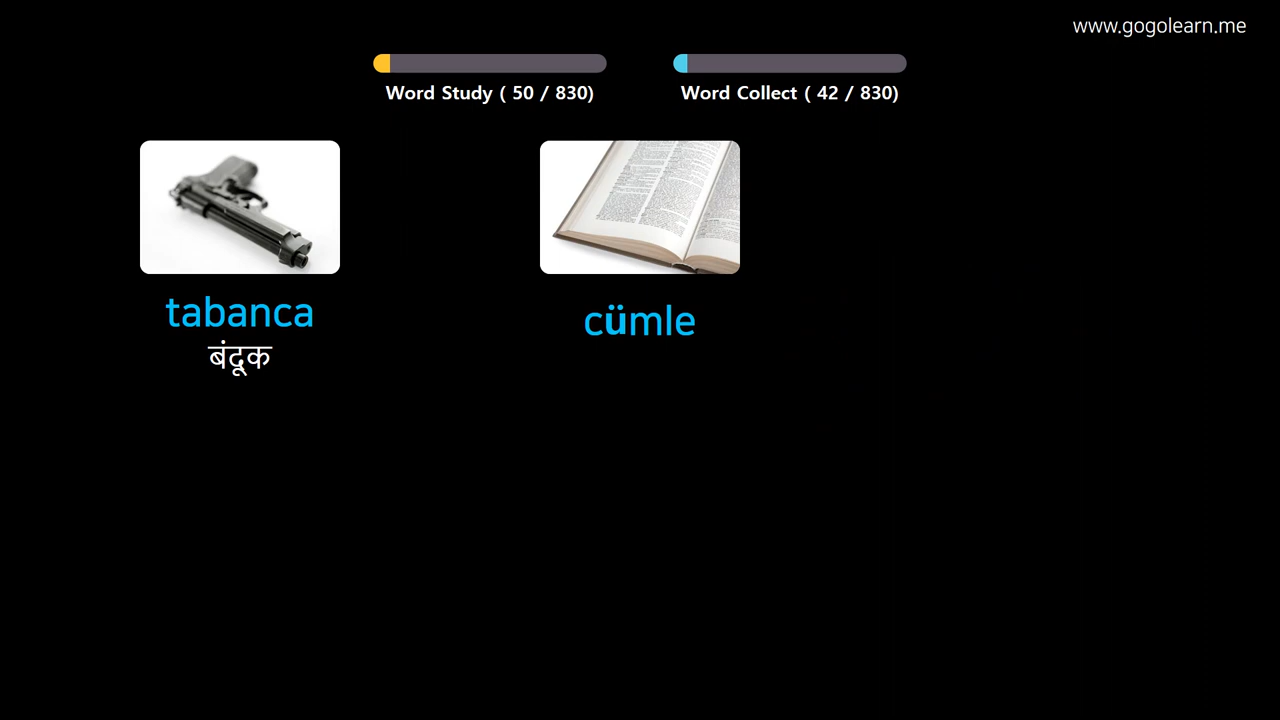 www.gogolearn.me
Word Study ( 50 / 830)
Word Collect ( 42 / 830)
tabanca
बंदूक
cümle